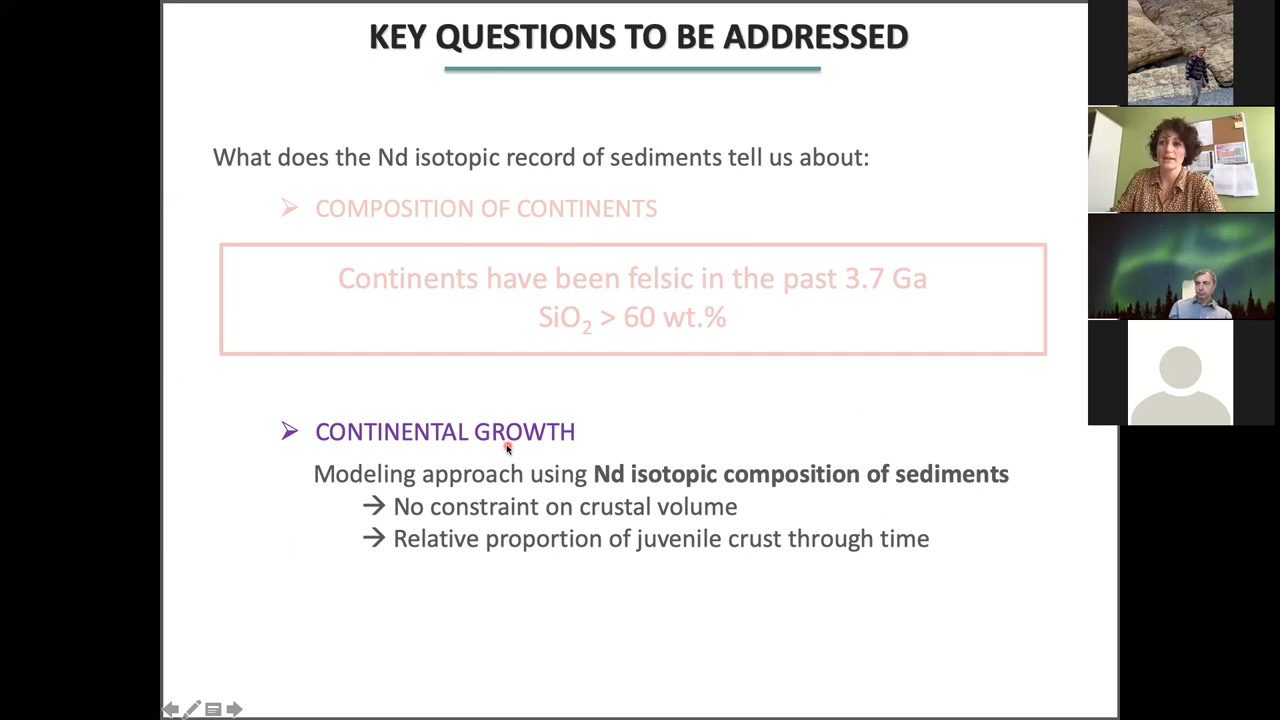 KEY QUESTIONS TO BE ADDRESSED
What does the Nd isotopic record of sediments tell us about:
➢ COMPOSITION OF CONTINENTS
Continents have been felsic in the past 3.7 Ga
SiO₂ > 60 wt.%
➢ CONTINENTAL GROWTH
Modeling approach using Nd isotopic composition of sediments
→ No constraint on crustal volume
→ Relative proportion of juvenile crust through time